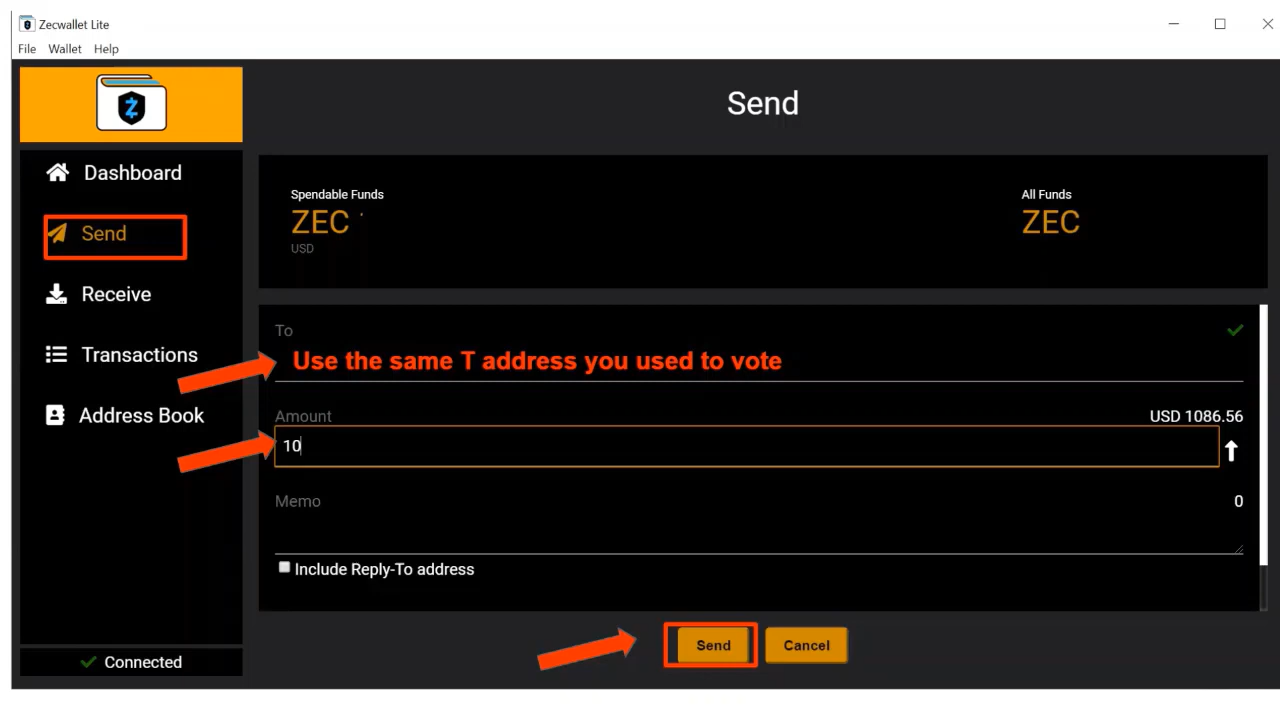 Zecwallet Lite
File Wallet Help
Send
Dashboard
Send
Receive
Transactions
Address Book
Connected
Spendable Funds
ZEC
USD
All Funds
ZEC
To
Use the same T address you used to vote
Amount
USD 1086.56
10
Memo
0
Include Reply-To address
Send
Cancel